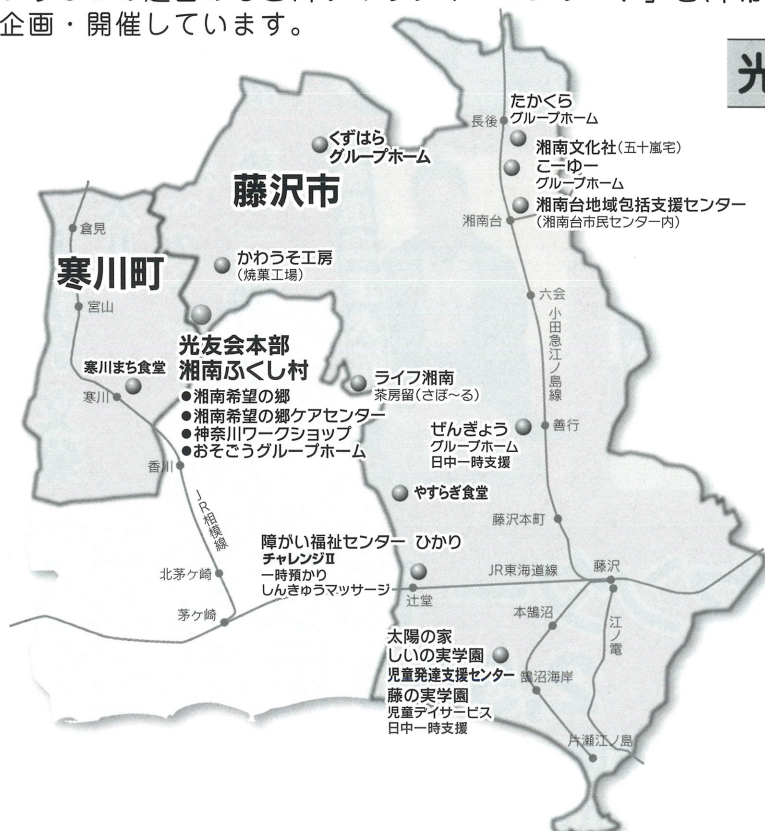 企画・開催しています。
光
たかくら
グループホーム
長後
くずはら
グループホーム
湘南文化社(五十嵐宅)
こーゆー
グループホーム
藤沢市
湘南台地域包括支援センター
(湘南台市民センター内)
湘南台
倉見
かわうそ工房
(焼菓工場)
寒川町
六会
宮山
小田急江ノ島線
光友会本部
湘南ふくし村
●湘南希望の郷
●湘南希望の郷ケアセンター
●神奈川ワークショップ
●おそごうグループホーム
寒川まち食堂
寒川
ライフ湘南
茶房留(さぼ〜る)
ぜんぎょう
グループホーム
日中一時支援
善行
香川
やすらぎ食堂
JR相模線
藤沢本町
障がい福祉センター ひかり
チャレンジⅡ
一時預かり
しんきゅうマッサージ
北茅ケ崎
JR東海道線
藤沢
辻堂
茅ケ崎
本鵠沼
江ノ電
太陽の家
しいの実学園
児童発達支援センター
藤の実学園
児童デイサービス
日中一時支援
鵠沼海岸
片瀬江ノ島